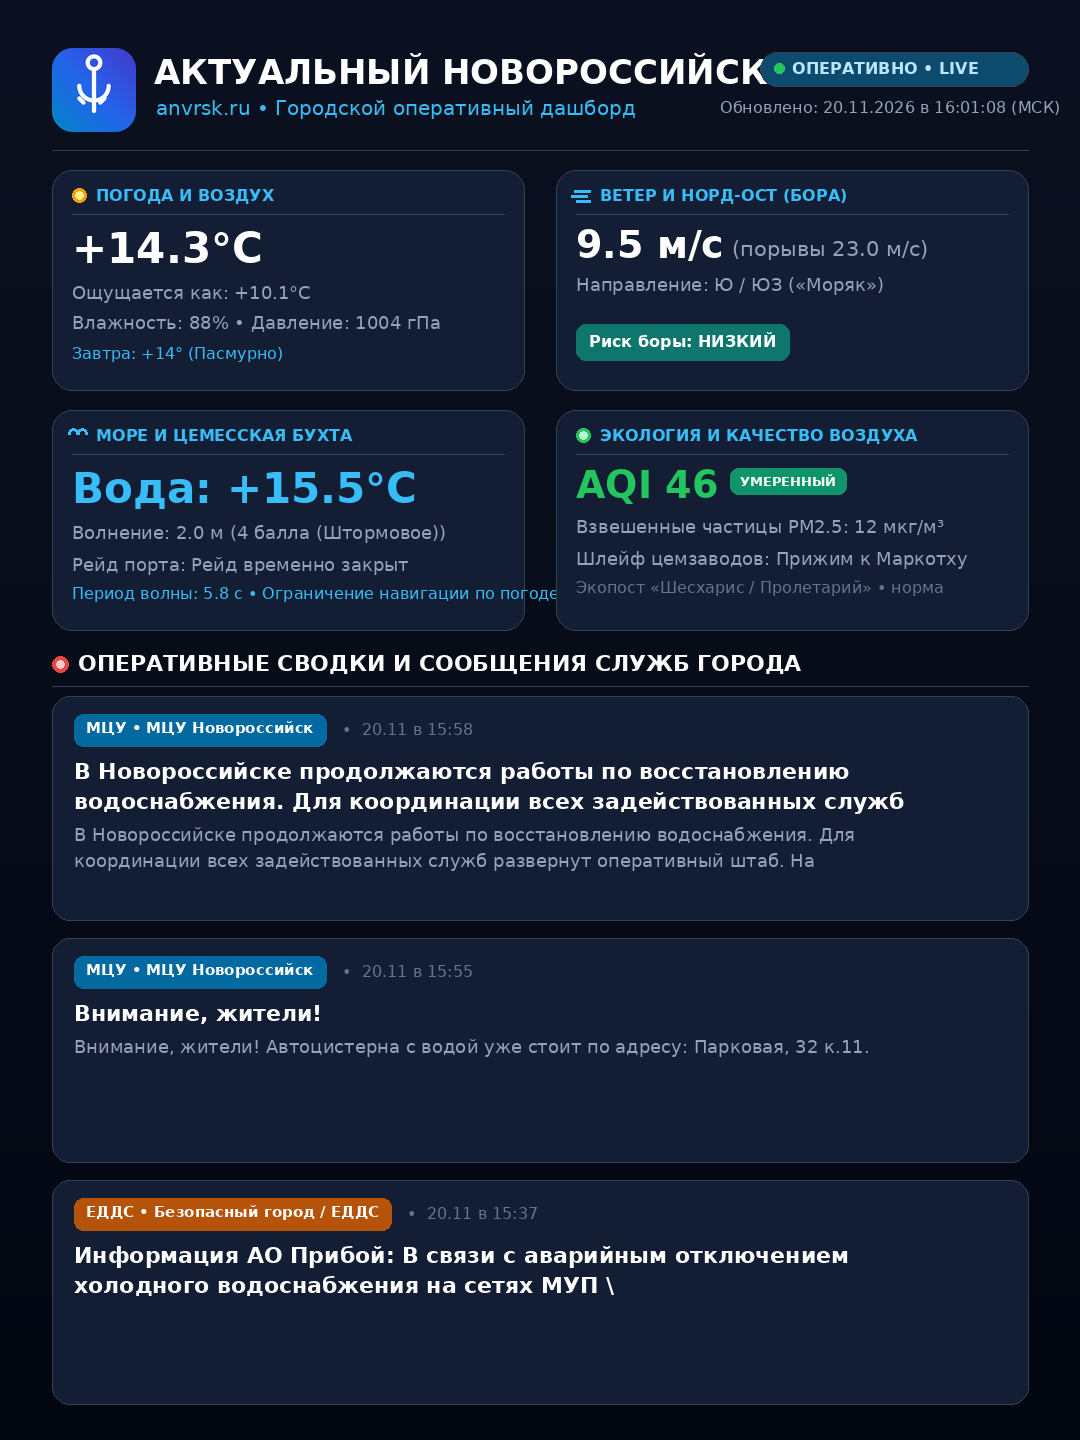 АКТУАЛЬНЫЙ НОВОРОССИЙСК
ОПЕРАТИВНО • LIVE
anvrsk.ru • Городской оперативный дашборд
Обновлено: 20.11.2026 в 16:01:08 (МСК)
ПОГОДА И ВОЗДУХ
+14.3°C
Ощущается как: +10.1°C
Влажность: 88% • Давление: 1004 гПа
Завтра: +14° (Пасмурно)
ВЕТЕР И НОРД-ОСТ (БОРА)
9.5 м/с (порывы 23.0 м/с)
Направление: Ю / ЮЗ («Моряк»)
Риск боры: НИЗКИЙ
МОРЕ И ЦЕМЕССКАЯ БУХТА
Вода: +15.5°C
Волнение: 2.0 м (4 балла (Штормовое))
Рейд порта: Рейд временно закрыт
Период волны: 5.8 с • Ограничение навигации по погоде
ЭКОЛОГИЯ И КАЧЕСТВО ВОЗДУХА
AQI 46 УМЕРЕННЫЙ
Взвешенные частицы PM2.5: 12 мкг/м³
Шлейф цемзаводов: Прижим к Маркотху
Экопост «Шесхарис / Пролетарий» • норма
ОПЕРАТИВНЫЕ СВОДКИ И СООБЩЕНИЯ СЛУЖБ ГОРОДА
МЦУ • МЦУ Новороссийск • 20.11 в 15:58
В Новороссийске продолжаются работы по восстановлению
водоснабжения. Для координации всех задействованных служб
В Новороссийске продолжаются работы по восстановлению водоснабжения. Для
координации всех задействованных служб развернут оперативный штаб. На
МЦУ • МЦУ Новороссийск • 20.11 в 15:55
Внимание, жители!
Внимание, жители! Автоцистерна с водой уже стоит по адресу: Парковая, 32 к.11.
ЕДДС • Безопасный город / ЕДДС • 20.11 в 15:37
Информация АО Прибой: В связи с аварийным отключением
холодного водоснабжения на сетях МУП \